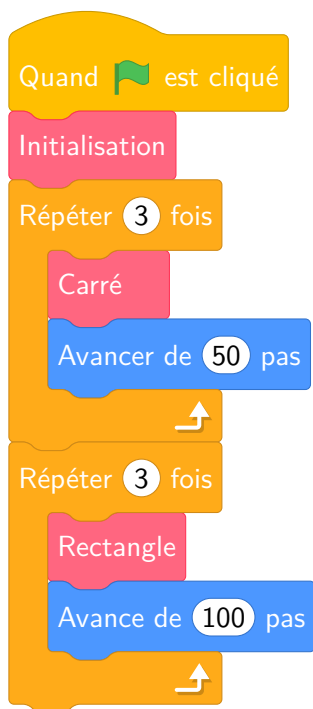 Quand est cliqué
Initialisation
Répéter 3 fois
Carré
Avancer de 50 pas
Répéter 3 fois
Rectangle
Avance de 100 pas